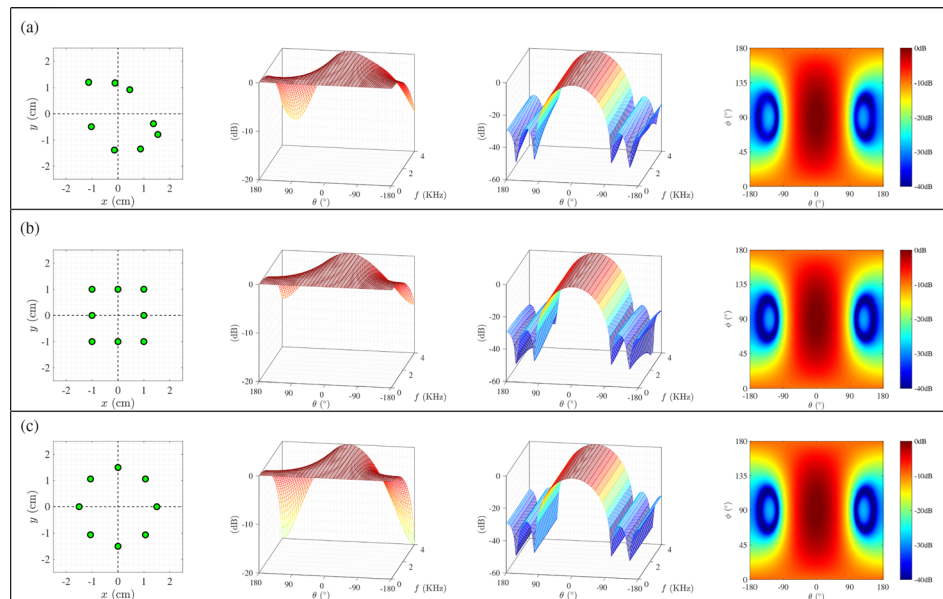 (a)
2
1
0
-1
-2
y (cm)
-2 -1 0 1 2
x (cm)
0
-10
-20
(dB)
180 90 0 -90 -180
θ (°)
0 2 4
f (KHz)
0
-20
-40
-60
(dB)
180 90 0 -90 -180
θ (°)
0 2 4
f (KHz)
180
135
90
45
0
ϕ (°)
-180 -90 0 90 180
θ (°)
0dB
-10dB
-20dB
-30dB
-40dB
(b)
2
1
0
-1
-2
y (cm)
-2 -1 0 1 2
x (cm)
0
-10
-20
(dB)
180 90 0 -90 -180
θ (°)
0 2 4
f (KHz)
0
-20
-40
-60
(dB)
180 90 0 -90 -180
θ (°)
0 2 4
f (KHz)
180
135
90
45
0
ϕ (°)
-180 -90 0 90 180
θ (°)
0dB
-10dB
-20dB
-30dB
-40dB
(c)
2
1
0
-1
-2
y (cm)
-2 -1 0 1 2
x (cm)
0
-10
-20
(dB)
180 90 0 -90 -180
θ (°)
0 2 4
f (KHz)
0
-20
-40
-60
(dB)
180 90 0 -90 -180
θ (°)
0 2 4
f (KHz)
180
135
90
45
0
ϕ (°)
-180 -90 0 90 180
θ (°)
0dB
-10dB
-20dB
-30dB
-40dB